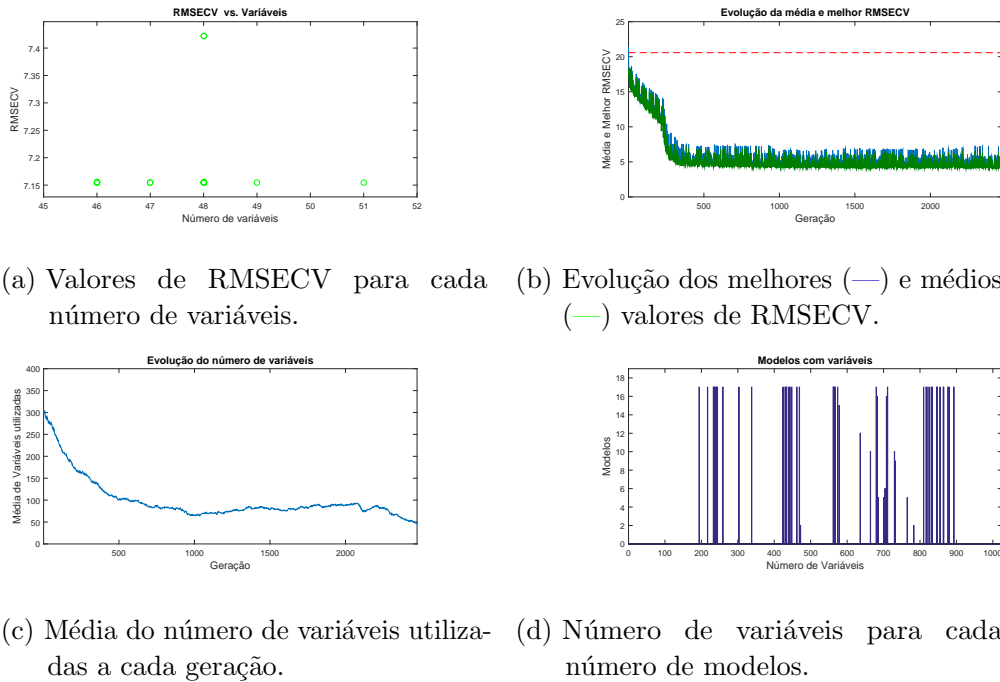 RMSECV vs. Variáveis
7.4
7.35
7.3
7.25
7.2
7.15
RMSECV
45 46 47 48 49 50 51 52
Número de variáveis
Evolução da média e melhor RMSECV
25
20
15
10
5
0
Média e Melhor RMSECV
500 1000 1500 2000
Geração
(a) Valores de RMSECV para cada
número de variáveis.
(b) Evolução dos melhores (—) e médios
(—) valores de RMSECV.
Evolução do número de variáveis
400
350
300
250
200
150
100
50
0
Média de Variáveis utilizadas
500 1000 1500 2000
Geração
Modelos com variáveis
18
16
14
12
10
8
6
4
2
0
Modelos
0 100 200 300 400 500 600 700 800 900 1000
Número de Variáveis
(c) Média do número de variáveis utiliza-
das a cada geração.
(d) Número de variáveis para cada
número de modelos.